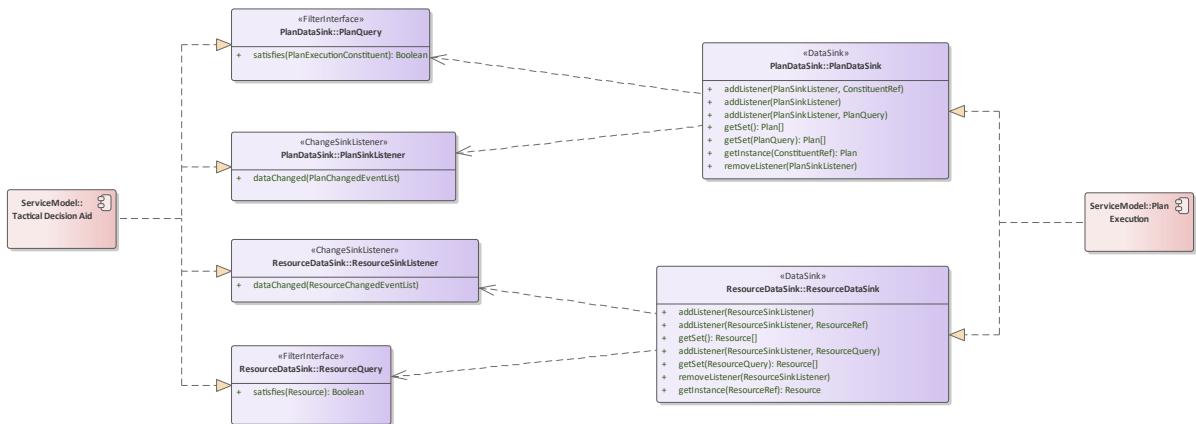 «FilterInterface»
PlanDataSink::PlanQuery
+ satisfies(PlanExecutionConstituent): Boolean
«ChangeSinkListener»
PlanDataSink::PlanSinkListener
+ dataChanged(PlanChangedEventList)
ServiceModel::
Tactical Decision Aid
«ChangeSinkListener»
ResourceDataSink::ResourceSinkListener
+ dataChanged(ResourceChangedEventList)
«FilterInterface»
ResourceDataSink::ResourceQuery
+ satisfies(Resource): Boolean
«DataSink»
PlanDataSink::PlanDataSink
+ addListener(PlanSinkListener, ConstituentRef)
+ addListener(PlanSinkListener)
+ addListener(PlanSinkListener, PlanQuery)
+ getSet(): Plan[]
+ getSet(PlanQuery): Plan[]
+ getInstance(ConstituentRef): Plan
+ removeListener(PlanSinkListener)
«DataSink»
ResourceDataSink::ResourceDataSink
+ addListener(ResourceSinkListener)
+ addListener(ResourceSinkListener, ResourceRef)
+ getSet(): Resource[]
+ addListener(ResourceSinkListener, ResourceQuery)
+ getSet(ResourceQuery): Resource[]
+ removeListener(ResourceSinkListener)
+ getInstance(ResourceRef): Resource
ServiceModel::Plan
Execution